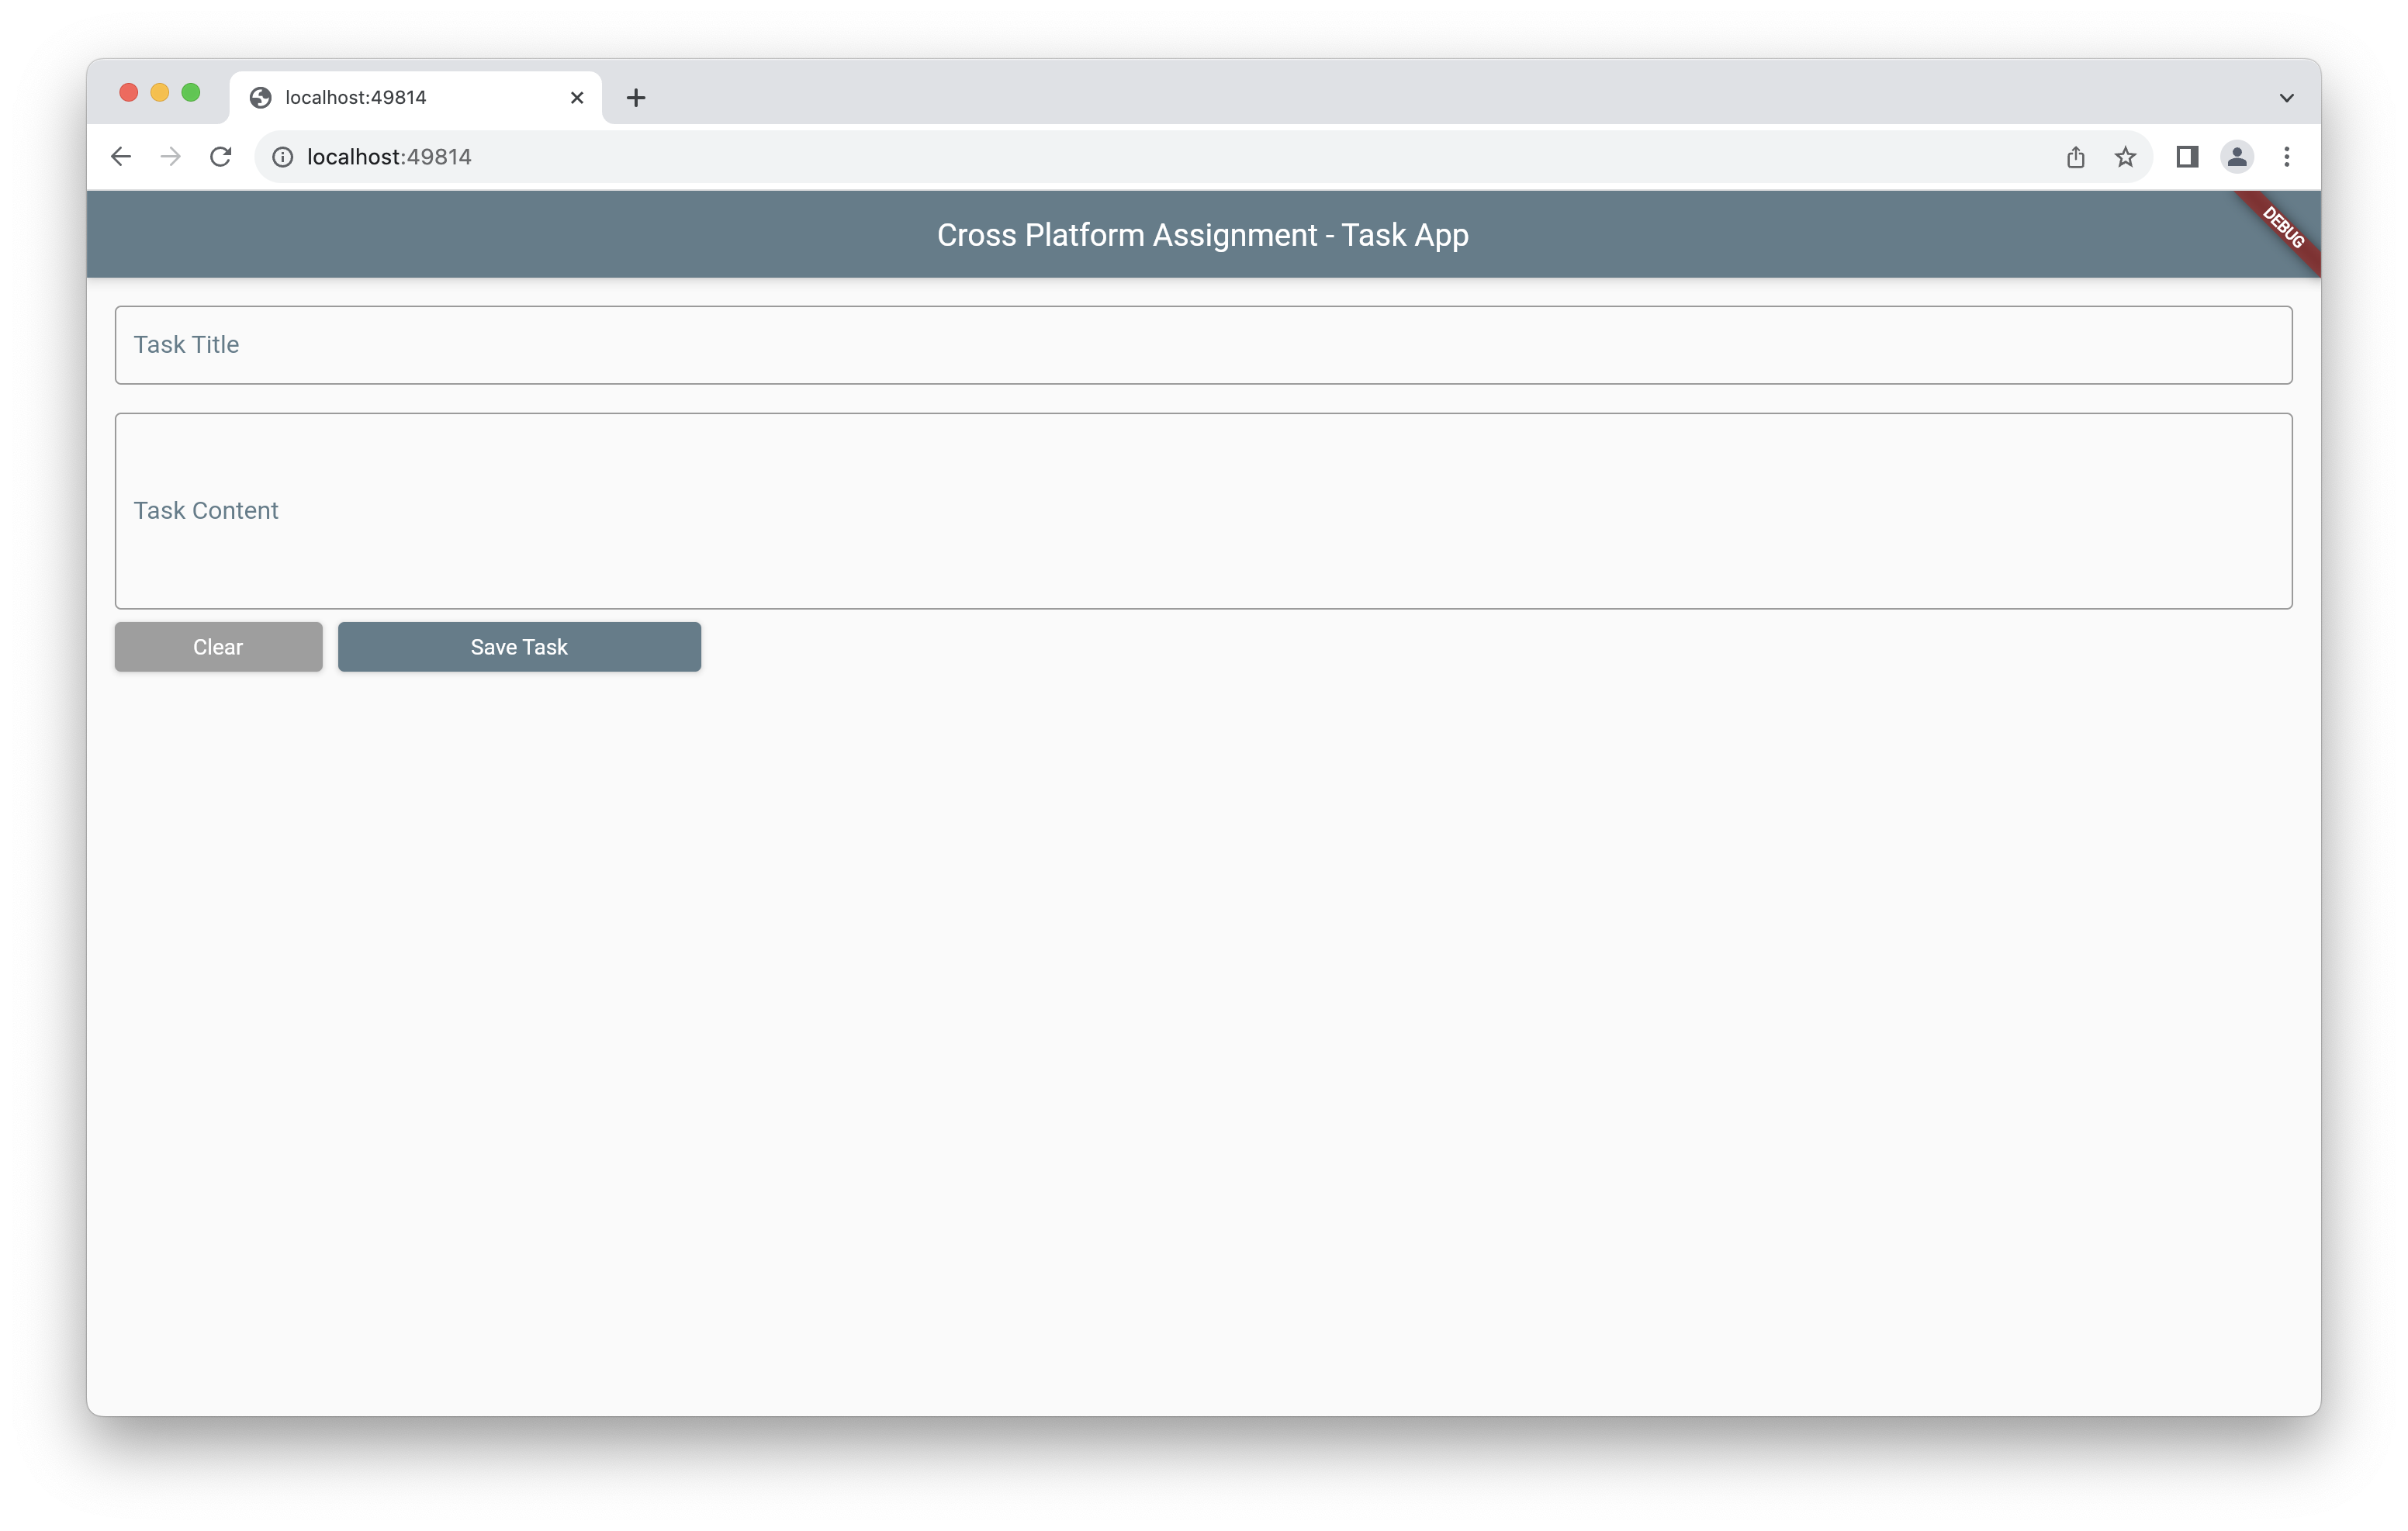 localhost:49814
localhost:49814
Cross Platform Assignment - Task App
DEBUG
Task Title
Task Content
Clear
Save Task